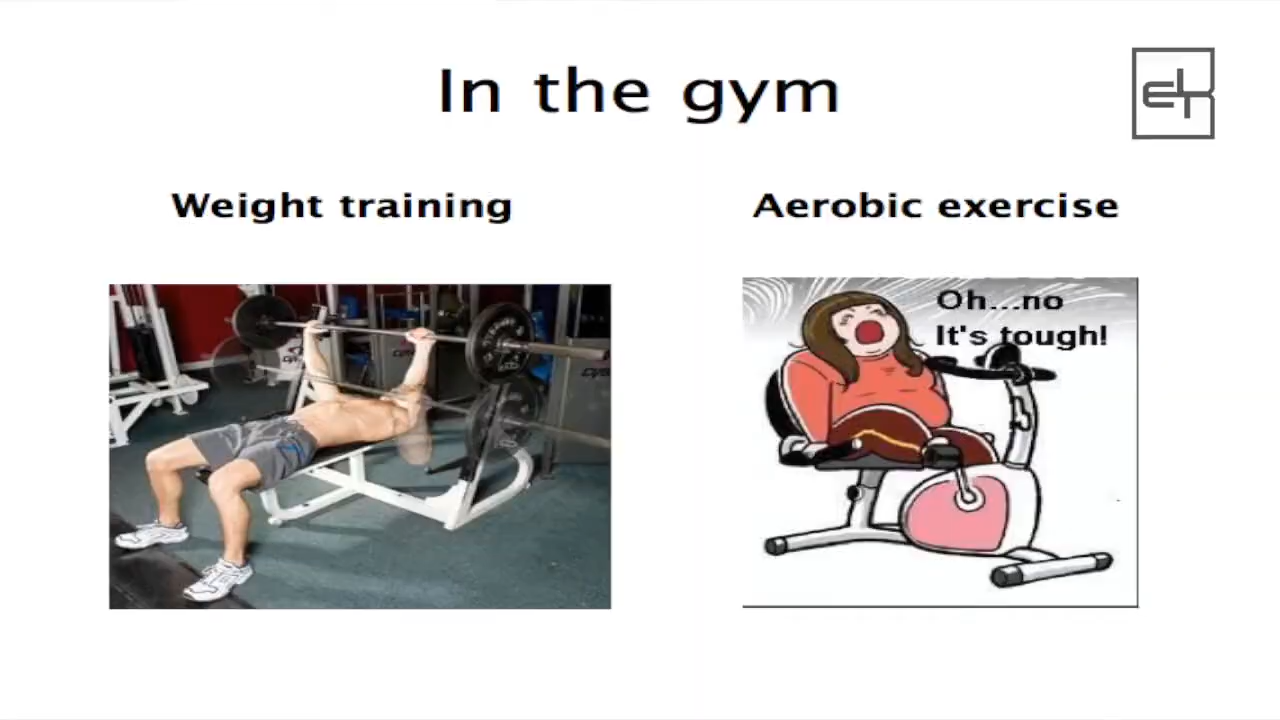 In the gym
Weight training
Aerobic exercise
Oh...no
It's tough!